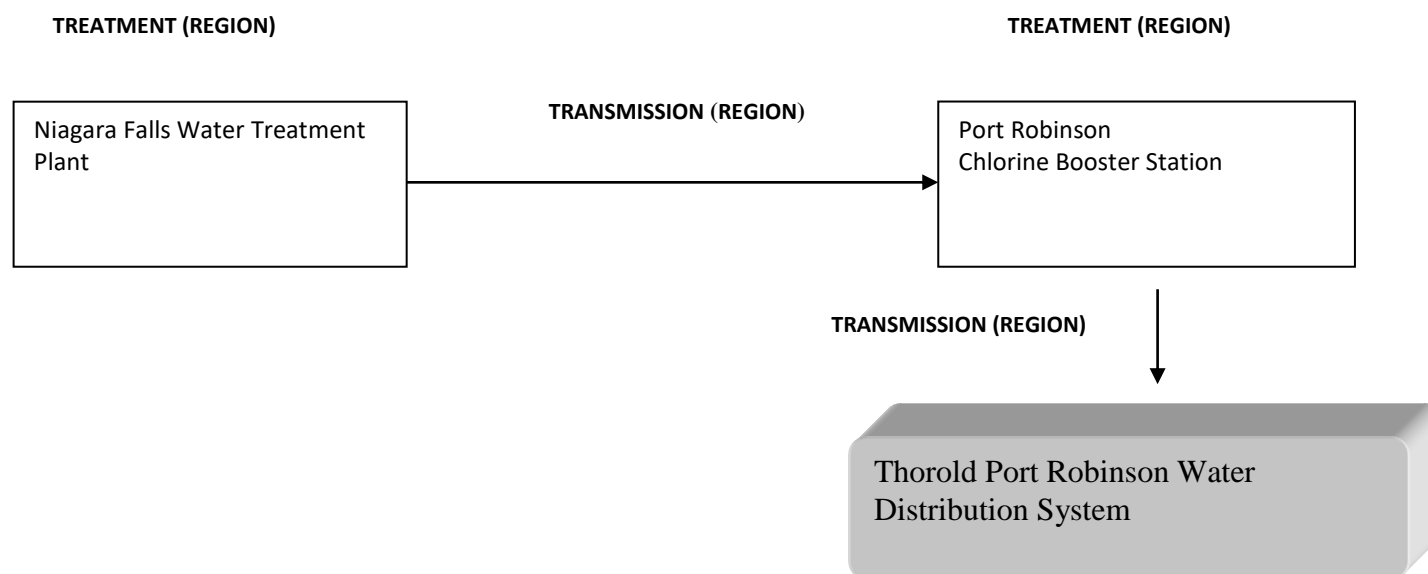 TREATMENT (REGION)
TREATMENT (REGION)
TRANSMISSION (REGION)
Niagara Falls Water Treatment
Plant
Port Robinson
Chlorine Booster Station
TRANSMISSION (REGION)
Thorold Port Robinson Water
Distribution System